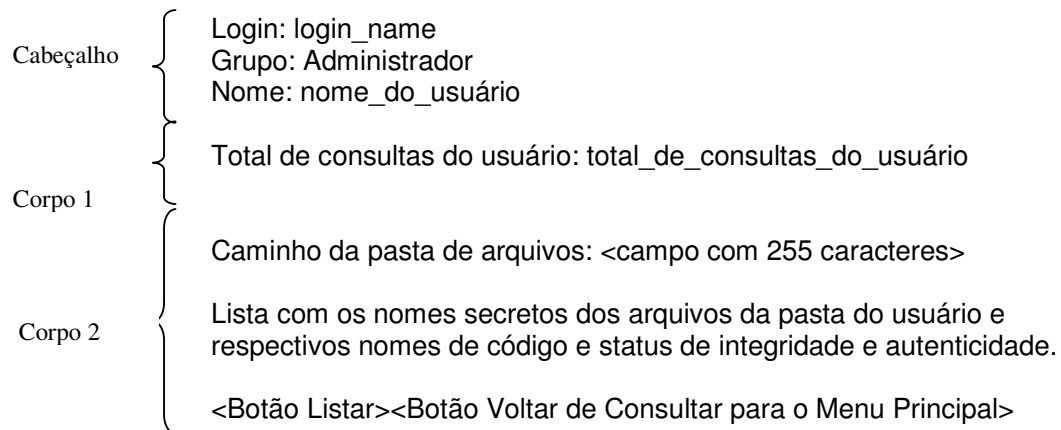 Cabeçalho
Login: login_name
Grupo: Administrador
Nome: nome_do_usuário
Corpo 1
Total de consultas do usuário: total_de_consultas_do_usuário
Corpo 2
Caminho da pasta de arquivos: <campo com 255 caracteres>
Lista com os nomes secretos dos arquivos da pasta do usuário e
respectivos nomes de código e status de integridade e autenticidade.
<Botão Listar><Botão Voltar de Consultar para o Menu Principal>